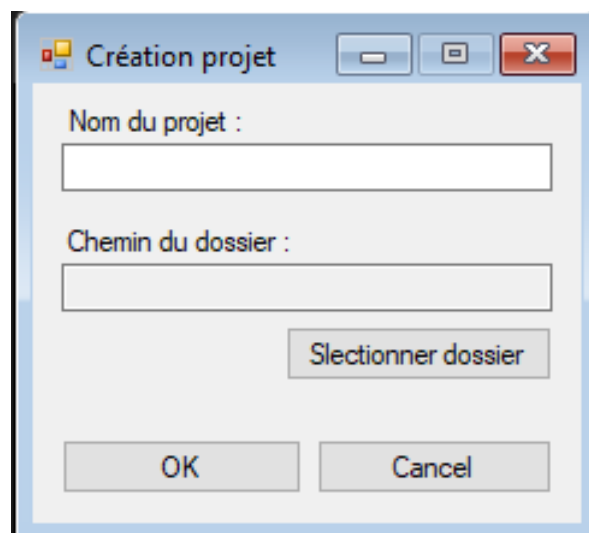 Création projet
Nom du projet :
Chemin du dossier :
Slectionner dossier
OK Cancel